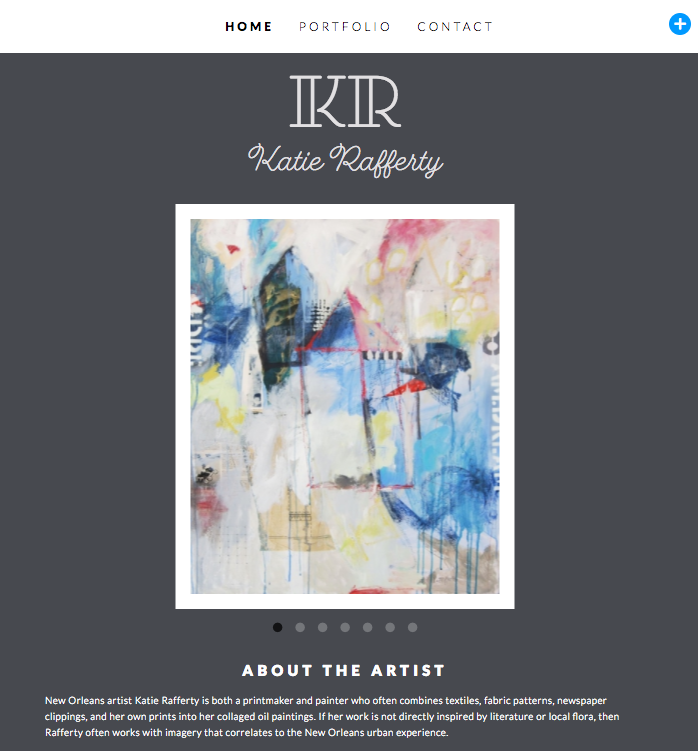 HOME PORTFOLIO CONTACT
KR
Katie Rafferty
ABOUT THE ARTIST
New Orleans artist Katie Rafferty is both a printmaker and painter who often combines textiles, fabric patterns, newspaper
clippings, and her own prints into her collaged oil paintings. If her work is not directly inspired by literature or local flora, then
Rafferty often works with imagery that correlates to the New Orleans urban experience.